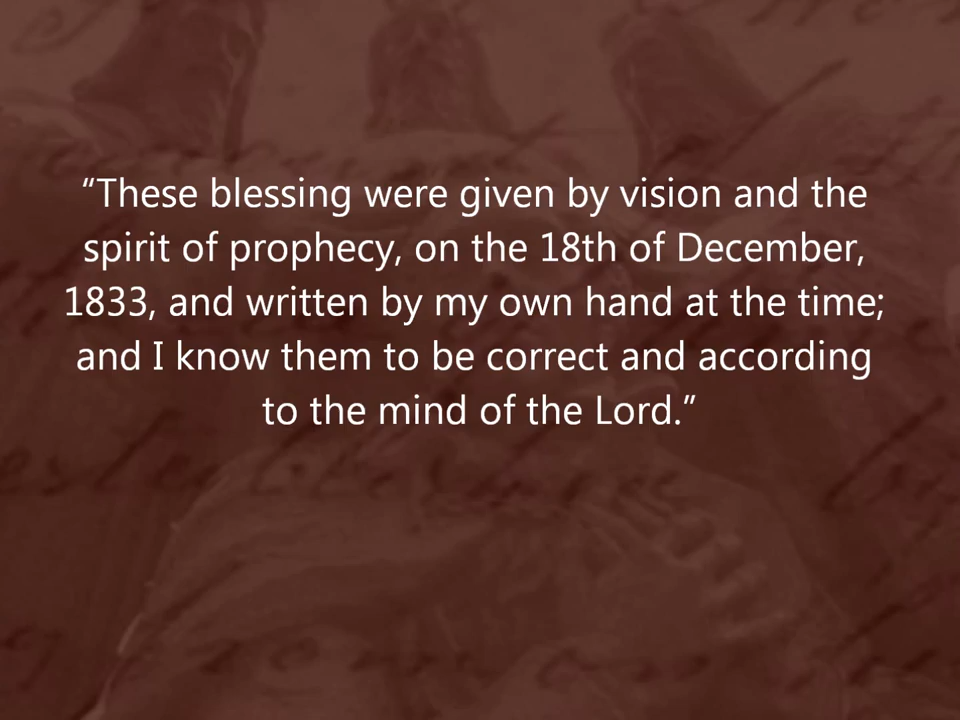 “These blessing were given by vision and the
spirit of prophecy, on the 18th of December,
1833, and written by my own hand at the time;
and I know them to be correct and according
to the mind of the Lord.”